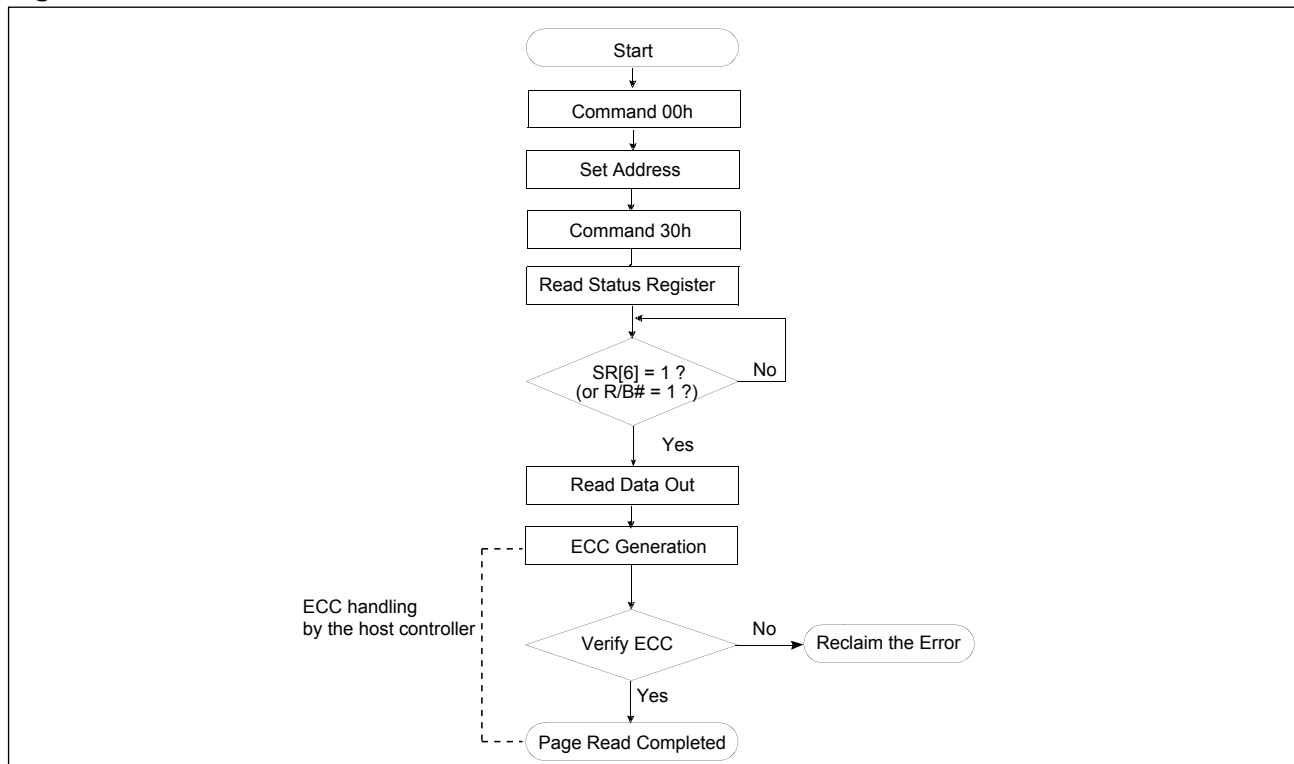 Start
Command 00h
Set Address
Command 30h
Read Status Register
SR[6] = 1 ?
(or R/B# = 1 ?)
No
Yes
Read Data Out
ECC Generation
ECC handling
by the host controller
Verify ECC
No
Reclaim the Error
Yes
Page Read Completed